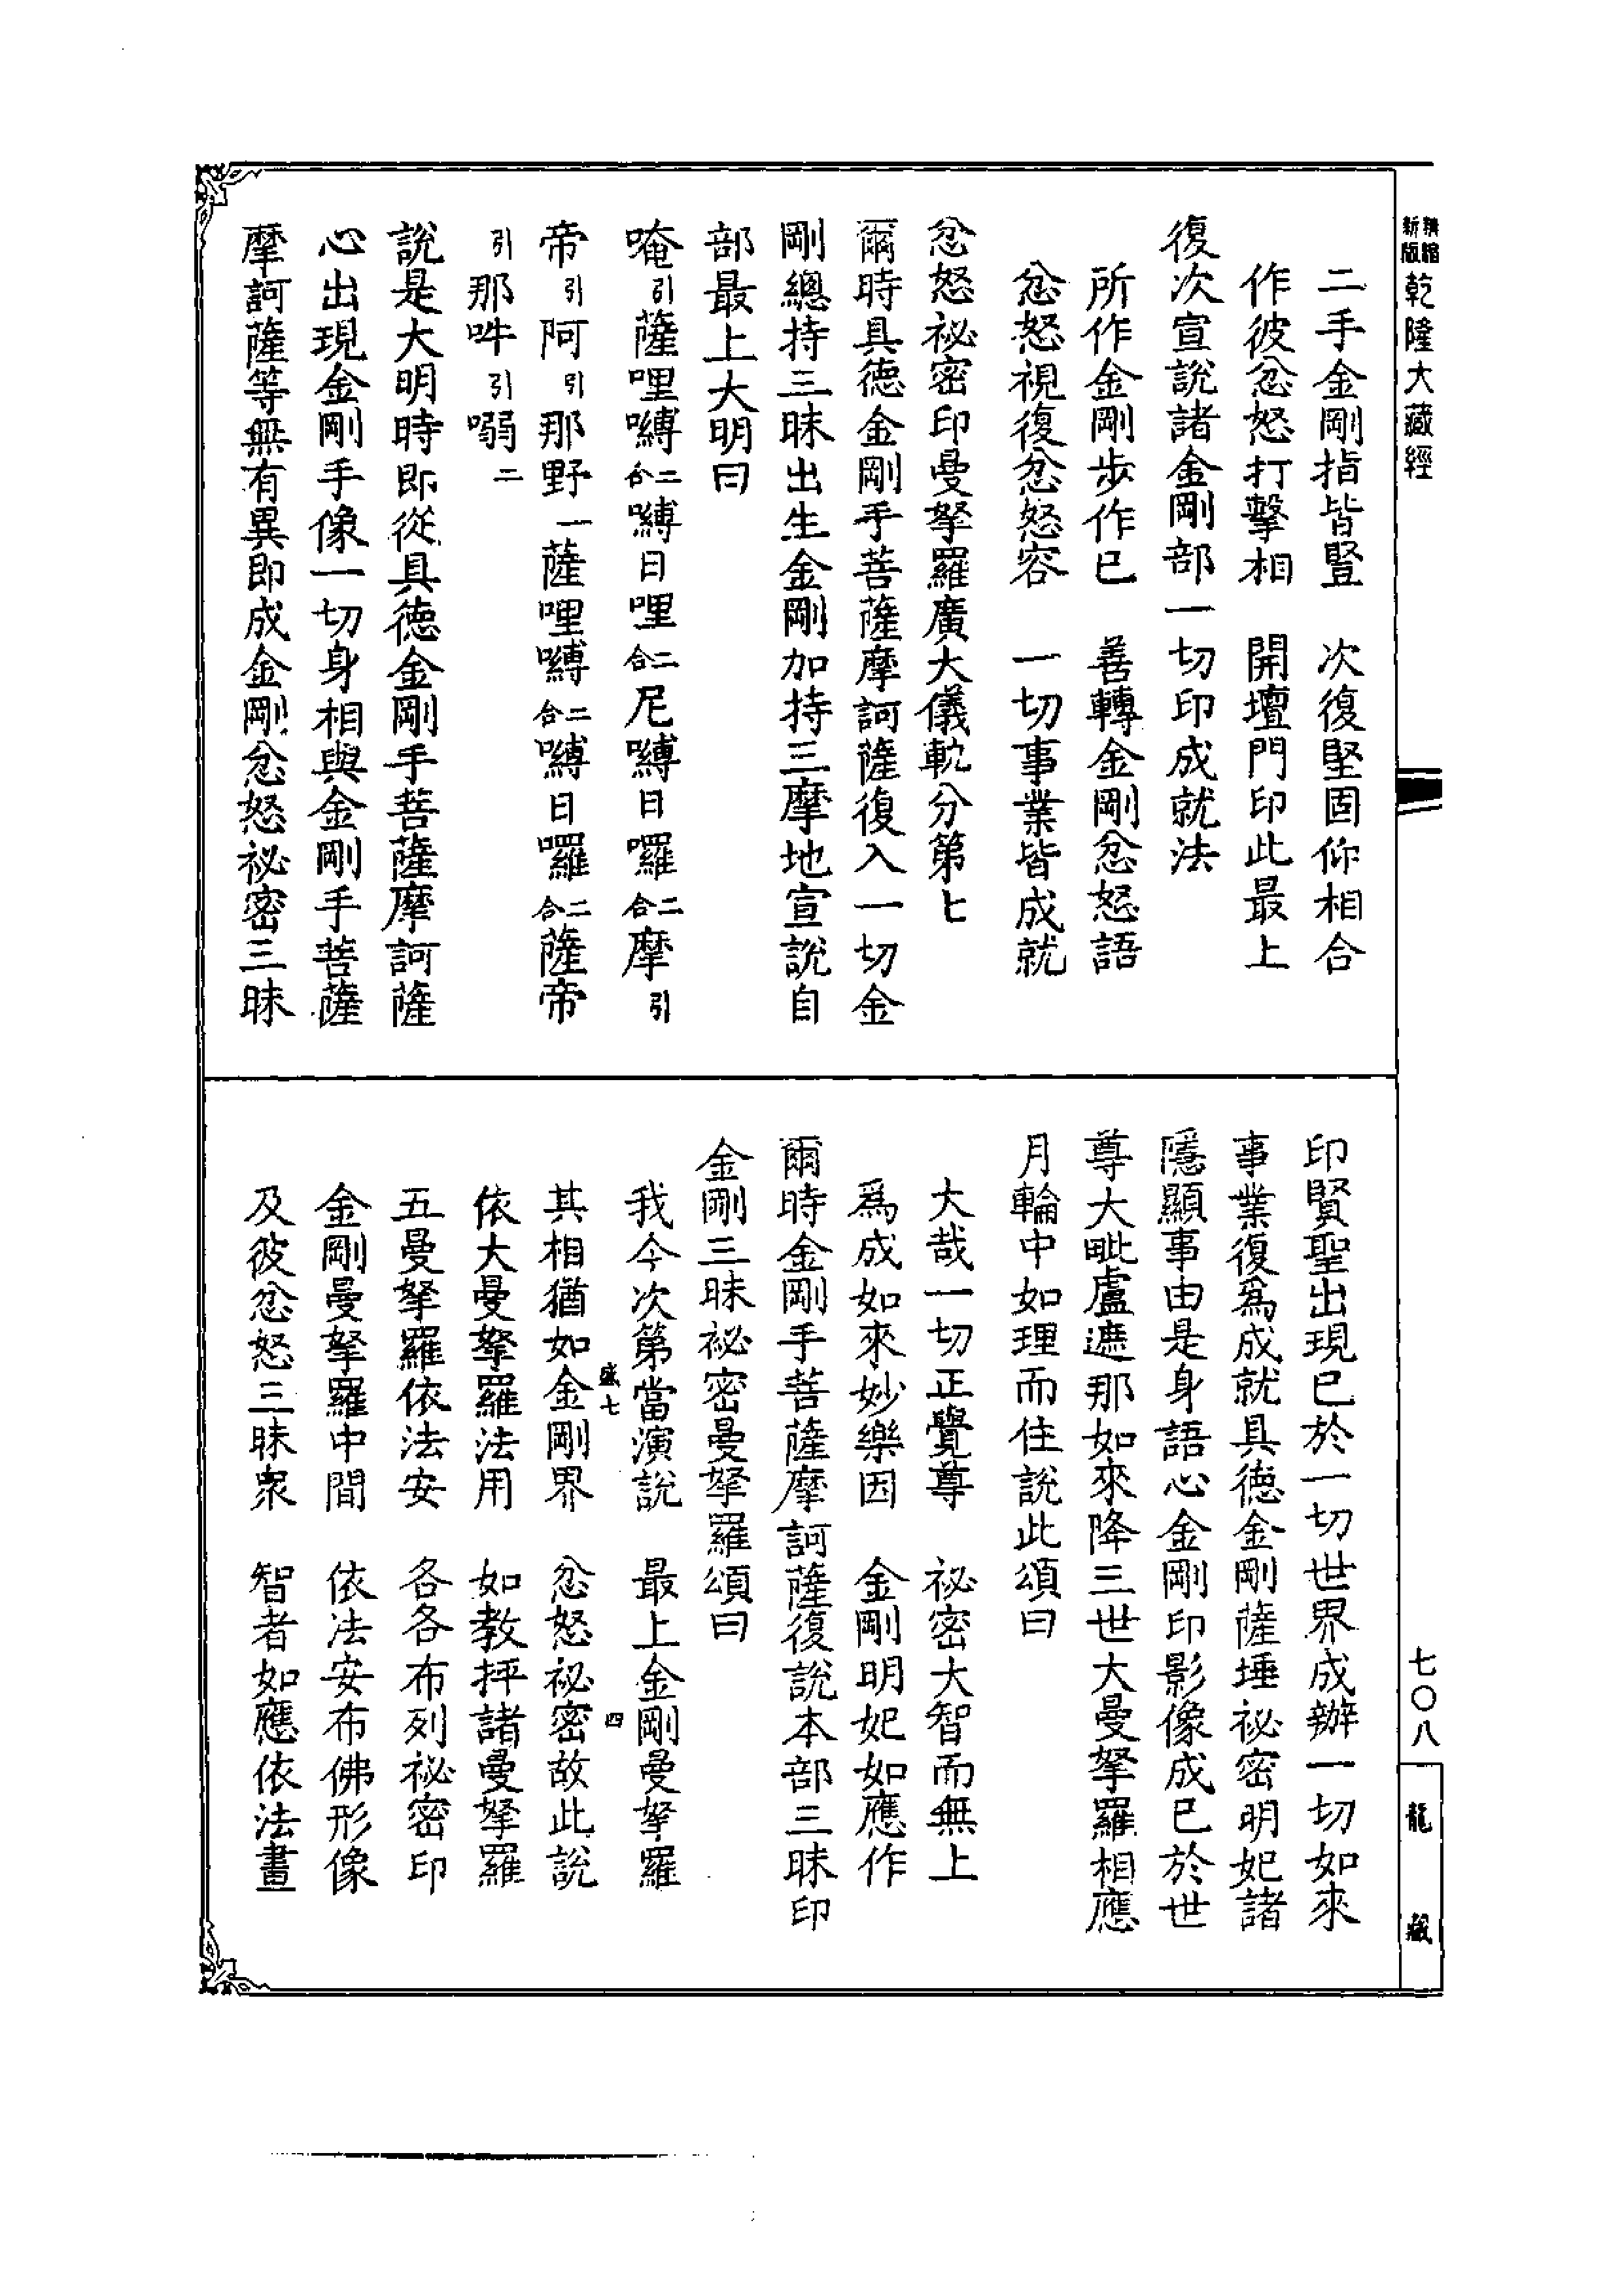 精縮新版乾隆大藏經
二手金剛指皆豎　次復堅固仰相合
作彼忿怒打擊相　開壇門印此最上
復次宣說諸金剛部一切印成就法
所作金剛步作已　善轉金剛忿怒語
忿怒視復忿怒容　一切事業皆成就
忿怒祕密印曼拏羅廣大儀軌分第七
爾時具德金剛手菩薩摩訶薩復入一切金
剛總持三昧出生金剛加持三摩地宣說自
部最上大明曰
唵引薩哩嚩二合嚩日哩二合尼嚩日囉二合摩引
帝引阿引那野一薩哩嚩二合嚩日囉二合薩帝
引那吽引嚩二
說是大明時即從具德金剛手菩薩摩訶薩
心出現金剛手像一切身相與金剛手菩薩
摩訶薩等無有異即成金剛忿怒祕密三昧
印賢聖出現已於一切世界成辦一切如來
事業復為成就具德金剛薩埵祕密明妃諸
隱顯事由是身語心金剛印影像成已於世
尊大毗盧遮那如來降三世大曼拏羅相應
月輪中如理而住說此頌曰
大哉一切正覺尊　祕密大智而無上
爲成如來妙樂因　金剛明妃如應作
爾時金剛手菩薩摩訶薩復說本部三昧印
金剛三昧祕密曼拏羅頌曰
我今次第當演說　最上金剛曼拏羅
盛七　四
其相猶如金剛界　忿怒祕密故此說
依大曼拏羅法用　如教抨諸曼拏羅
五曼拏羅依法安　各各布列祕密印
金剛曼拏羅中間　依法安布佛形像
及彼忿怒三昧衆　智者如應依法畫
七〇八
龍藏